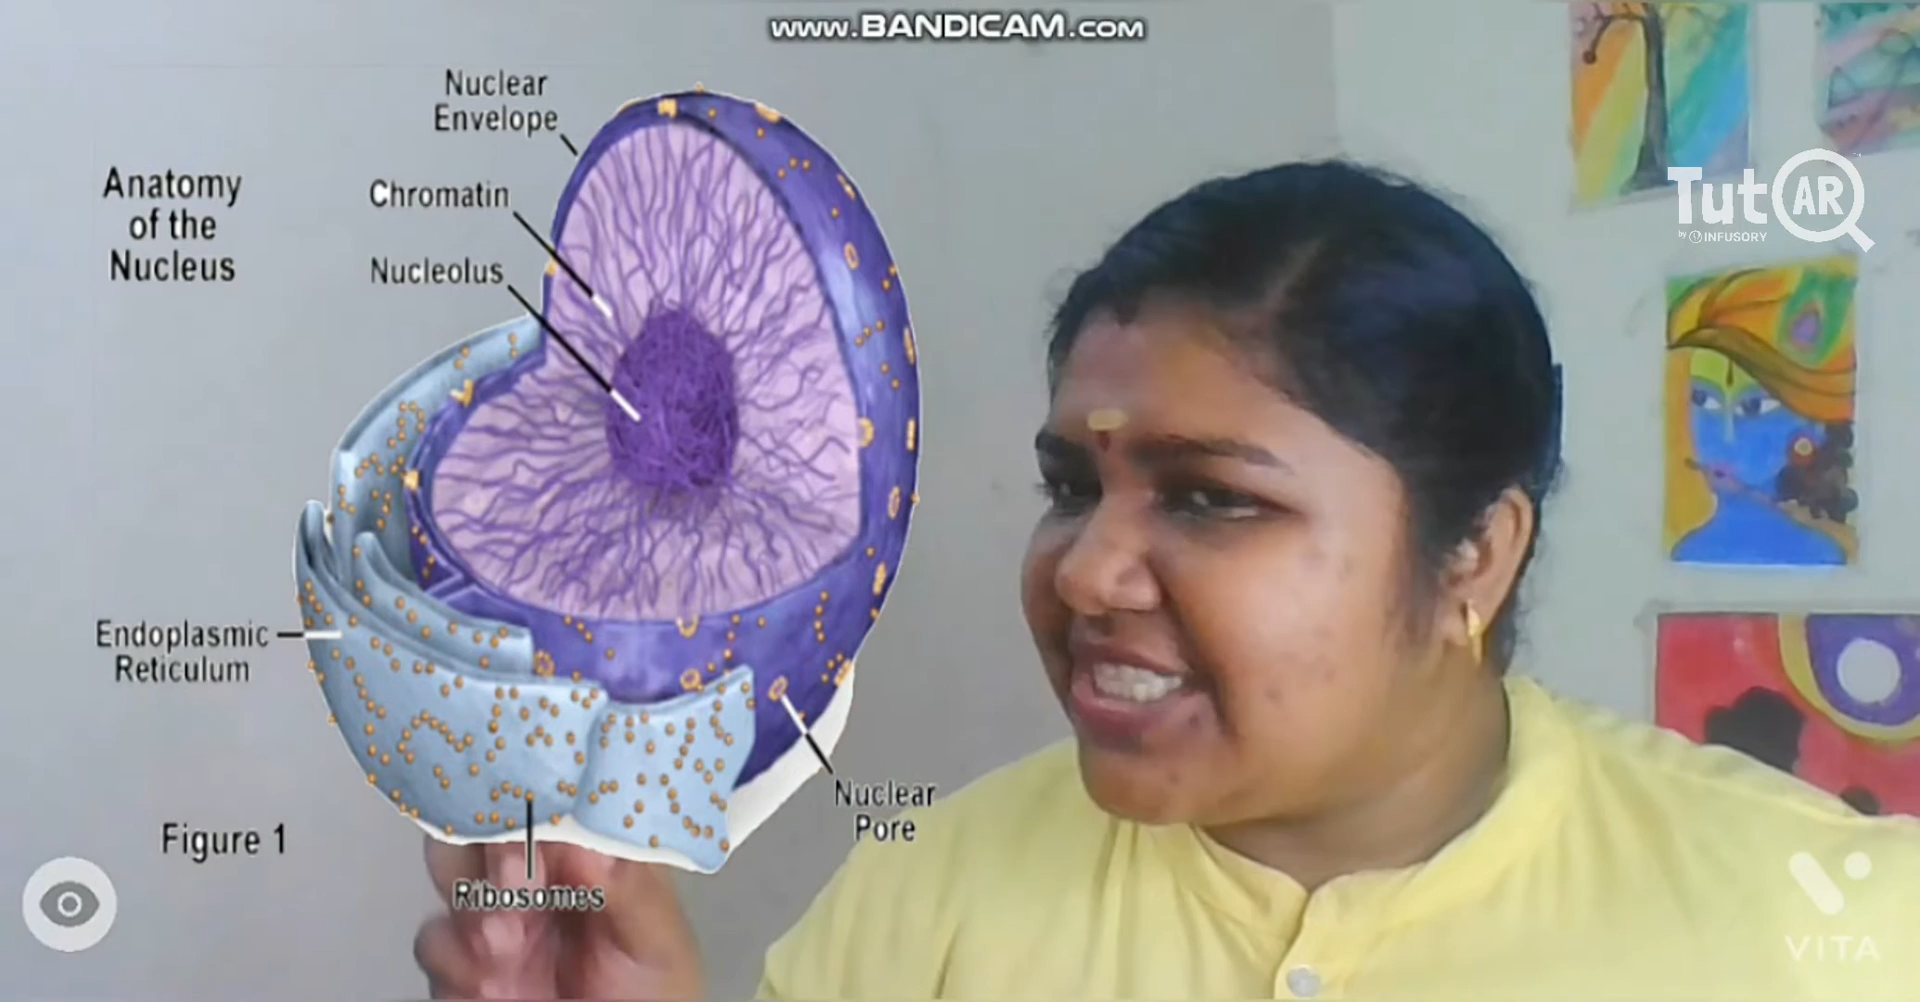 www.BANDICAM.com
Nuclear
Envelope
Anatomy
of the
Nucleus
Chromatin
Nucleolus
TutAR
by INFUSORY
Endoplasmic
Reticulum
Nuclear
Pore
Figure 1
Ribosomes
VITA